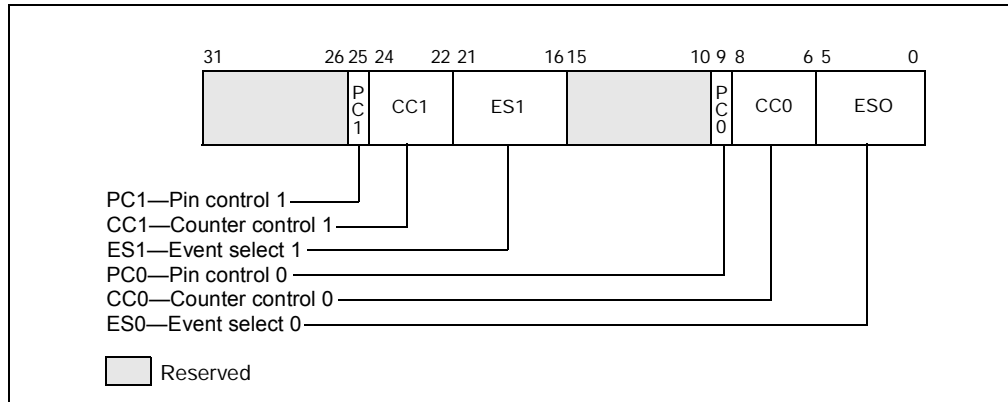 31 26 25 24 22 21 16 15 10 9 8 6 5 0
PC1 CC1 ES1 PC0 CC0 ESO
PC1—Pin control 1
CC1—Counter control 1
ES1—Event select 1
PC0—Pin control 0
CC0—Counter control 0
ES0—Event select 0
Reserved